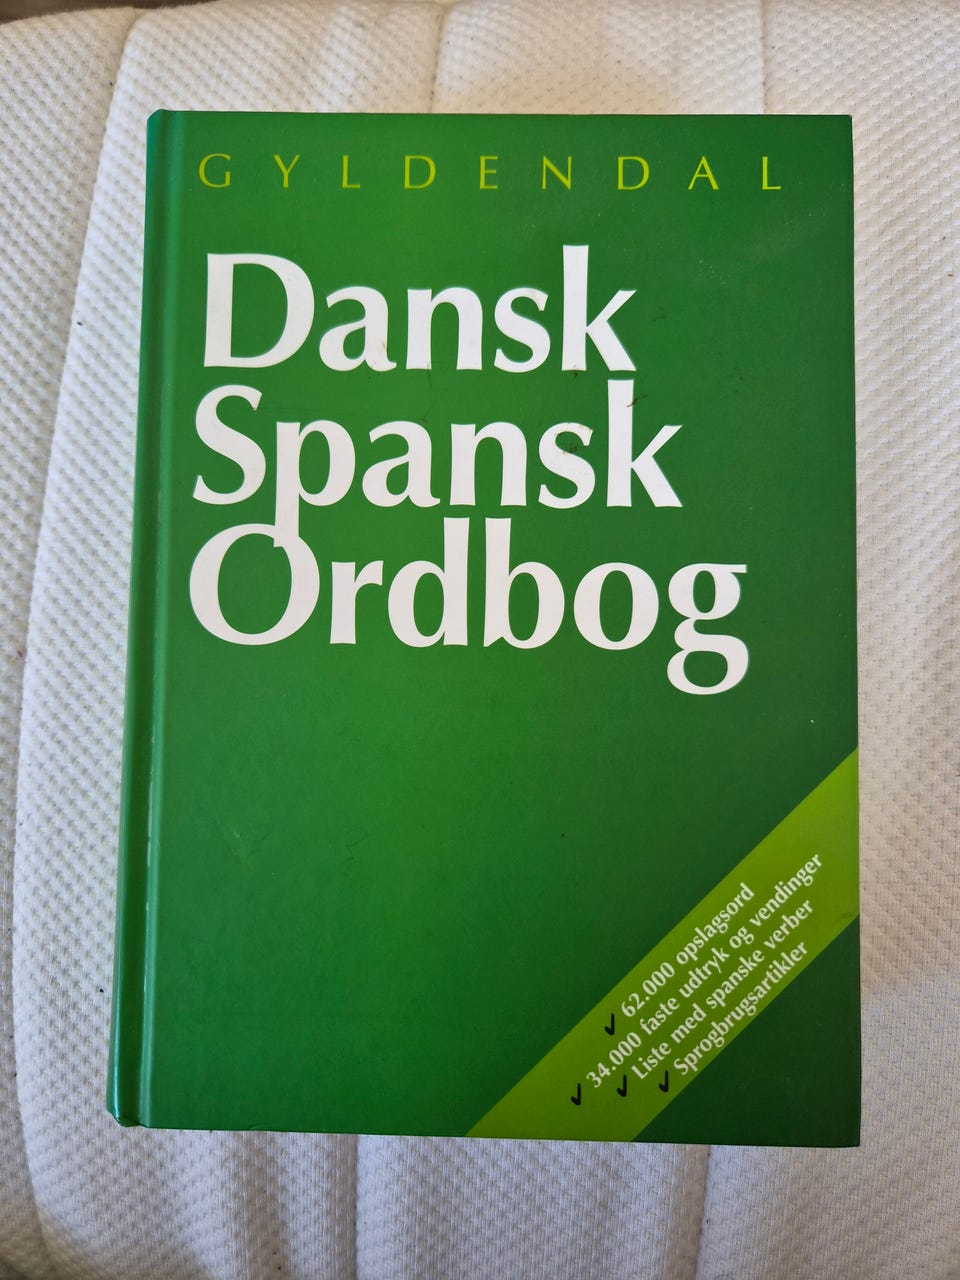 GYLDENDAL
Dansk
Spansk
Ordbog
✓ 62.000 opslagsord
✓ 34.000 faste udtryk og vendinger
✓ Liste med spanske verber
✓ Sprogbrugsartikler